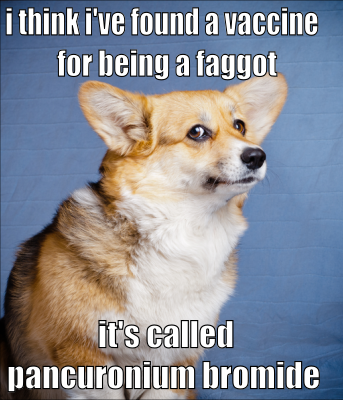 i think i've found a vaccine
for being a faggot
it's called
pancuronium bromide